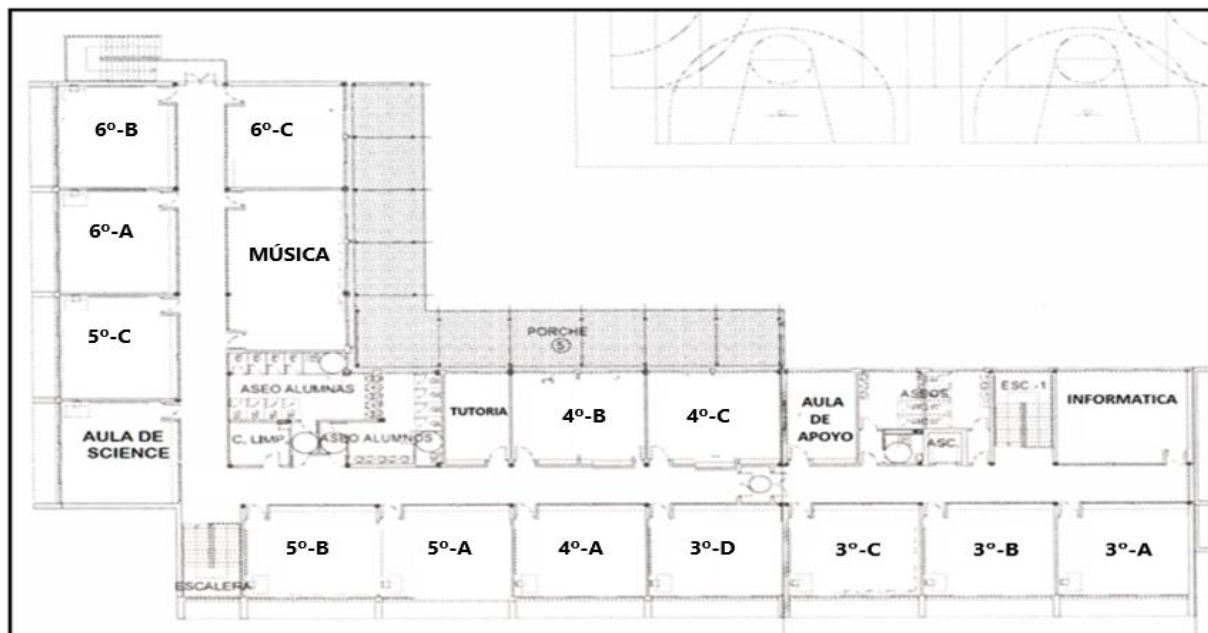 6º-B
6º-C
6º-A
MÚSICA
5º-C
PORCHE
5
ASEO ALUMNAS
TUTORIA
4º-B
4º-C
AULA
DE
APOYO
ASEOS
ESC.-1
INFORMATICA
AULA DE
SCIENCE
C. LIMP.
ASEO ALUMNOS
ASC.
5º-B
5º-A
4º-A
3º-D
3º-C
3º-B
3º-A
ESCALERA